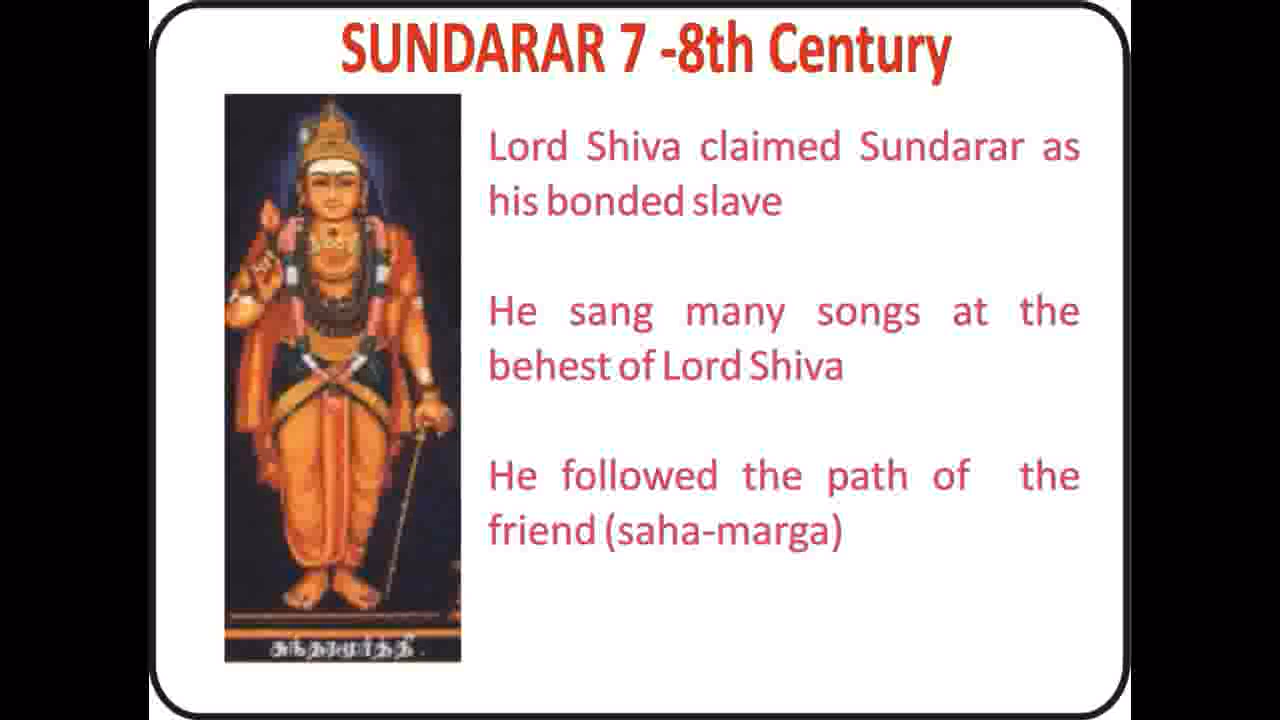 SUNDARAR 7 -8th Century
Lord Shiva claimed Sundarar as
his bonded slave
He sang many songs at the
behest of Lord Shiva
He followed the path of the
friend (saha-marga)
சுந்தரமூர்த்தி .